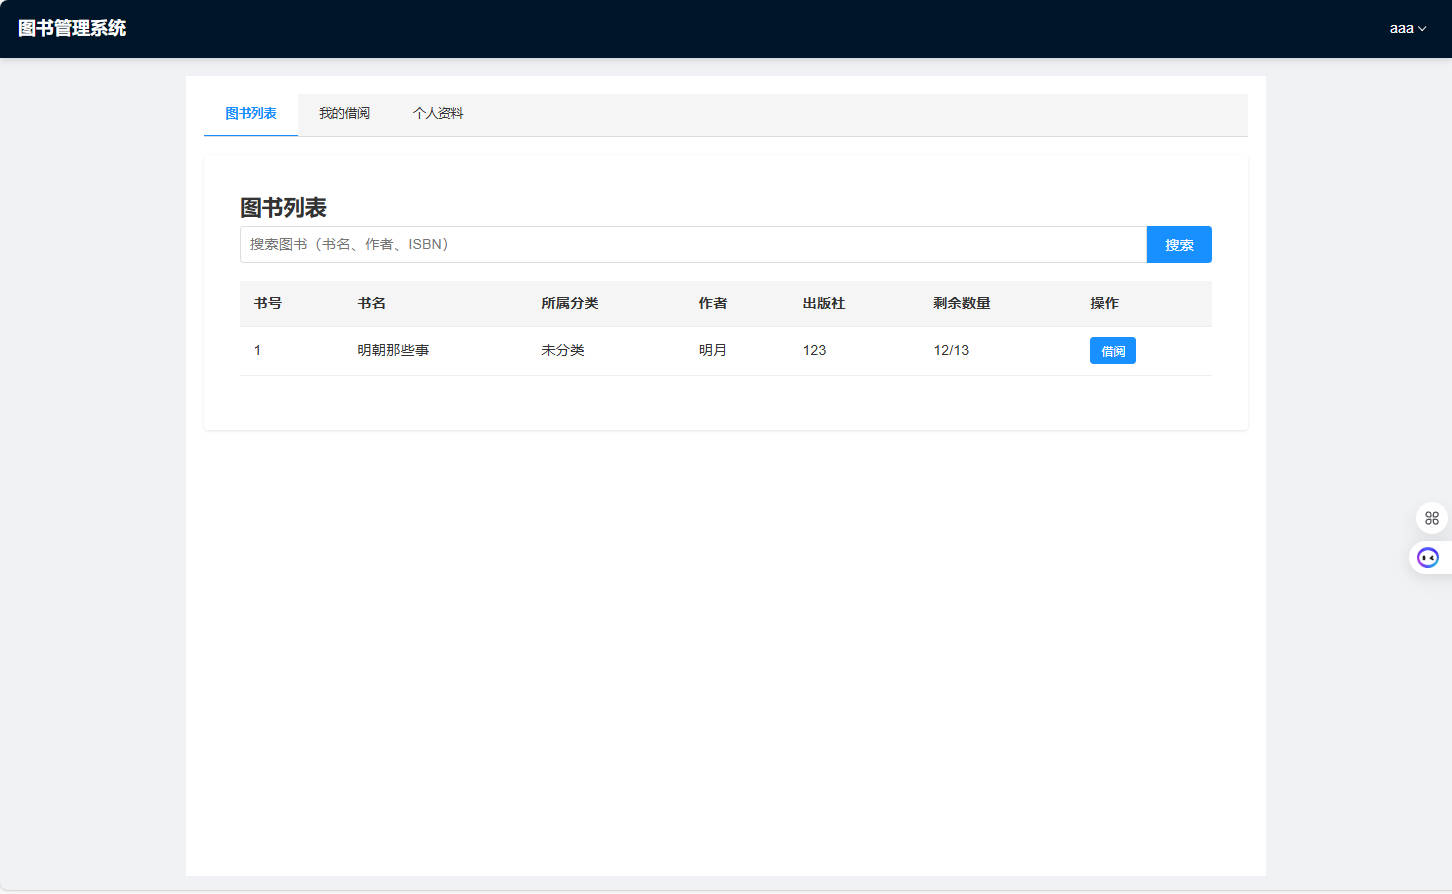 图书管理系统
aaa
图书列表 我的借阅 个人资料
图书列表
搜索图书（书名、作者、ISBN） 搜索
书号 书名 所属分类 作者 出版社 剩余数量 操作
1 明朝那些事 未分类 明月 123 12/13 借阅